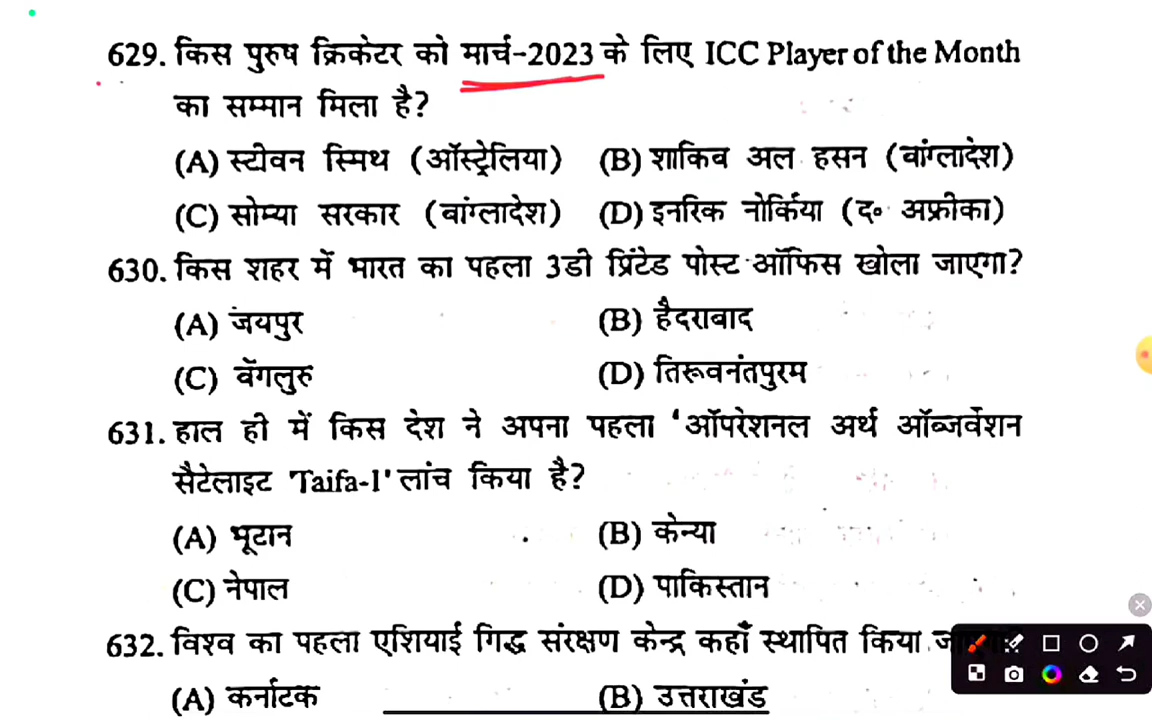 629. किस पुरुष क्रिकेटर को मार्च-2023 के लिए ICC Player of the Month
का सम्मान मिला है?
(A) स्टीवन स्मिथ (ऑस्ट्रेलिया) (B) शाकिब अल हसन (बांग्लादेश)
(C) सोम्या सरकार (बांग्लादेश) (D) इनरिक नोर्किया (द॰ अफ्रीका)
630. किस शहर में भारत का पहला 3डी प्रिंटेड पोस्ट ऑफिस खोला जाएगा?
(A) जयपुर (B) हैदराबाद
(C) बेंगलुरु (D) तिरूवनंतपुरम
631. हाल ही में किस देश ने अपना पहला 'ऑपरेशनल अर्थ ऑब्जर्वेशन
सैटेलाइट 'Taifa-1' लांच किया है?
(A) भूटान (B) केन्या
(C) नेपाल (D) पाकिस्तान
632. विश्व का पहला एशियाई गिद्ध संरक्षण केन्द्र कहाँ स्थापित किया
(A) कर्नाटक (B) उत्तराखंड